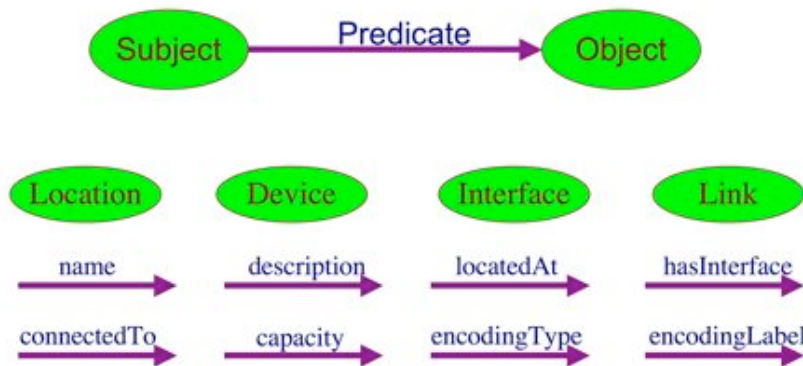 Subject Predicate Object
Location Device Interface Link
name description locatedAt hasInterface
connectedTo capacity encodingType encodingLabel